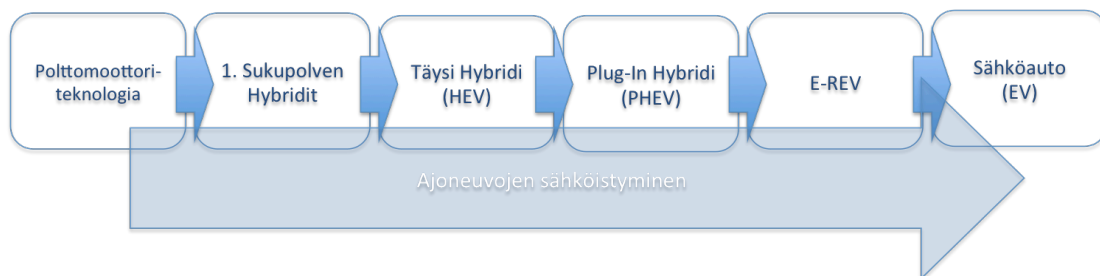 Polttomoottori-
teknologia
1. Sukupolven
Hybridit
Täysi Hybridi
(HEV)
Plug-In Hybridi
(PHEV)
E-REV
Sähköauto
(EV)
Ajoneuvojen sähköistyminen